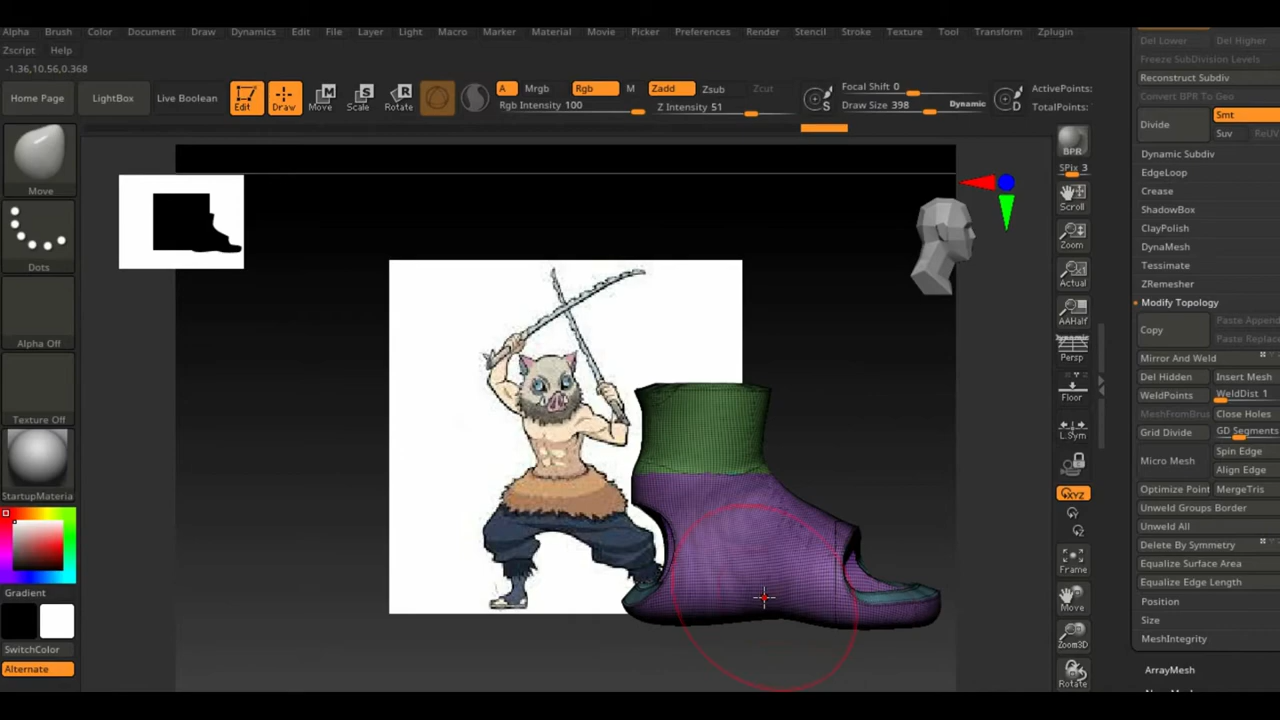 Alpha Brush Color Document Draw Dynamics Edit File Layer Light Macro Marker Material Movie Picker Preferences Render Stencil Stroke Texture Tool Transform Zplugin
Zscript Help
-1.36,10.56,0.368
Home Page
LightBox
Live Boolean
Edit
Draw
Move
Scale
Rotate
A
Mrgb
Rgb
M
Rgb Intensity 100
Zadd
Zsub
Zcut
Z Intensity 51
S
Focal Shift 0
Draw Size 398
Dynamic
D
ActivePoints:
TotalPoints:
Move
Dots
Alpha Off
Texture Off
StartupMateria
Gradient
SwitchColor
Alternate
BPR
SPix 3
Scroll
Zoom
Actual
AAHalf
Dynamic
Persp
Floor
L.Sym
XYZ
Frame
Move
Zoom3D
Rotate
Del Lower Del Higher
Freeze Subdivision Levels
Reconstruct Subdiv
Convert BPR To Geo
Divide
Smt
Suv
ReUV
Dynamic Subdiv
EdgeLoop
Crease
ShadowBox
ClayPolish
DynaMesh
Tessimate
ZRemesher
Modify Topology
Copy
Paste Append
Paste Replace
Mirror And Weld
Del Hidden Insert Mesh
WeldPoints WeldDist 1
MeshFromBrus Close Holes
Grid Divide GD Segments
Micro Mesh
Spin Edge
Align Edge
Optimize Point MergeTris
Unweld Groups Border
Unweld All
Delete By Symmetry
Equalize Surface Area
Equalize Edge Length
Position
Size
MeshIntegrity
ArrayMesh